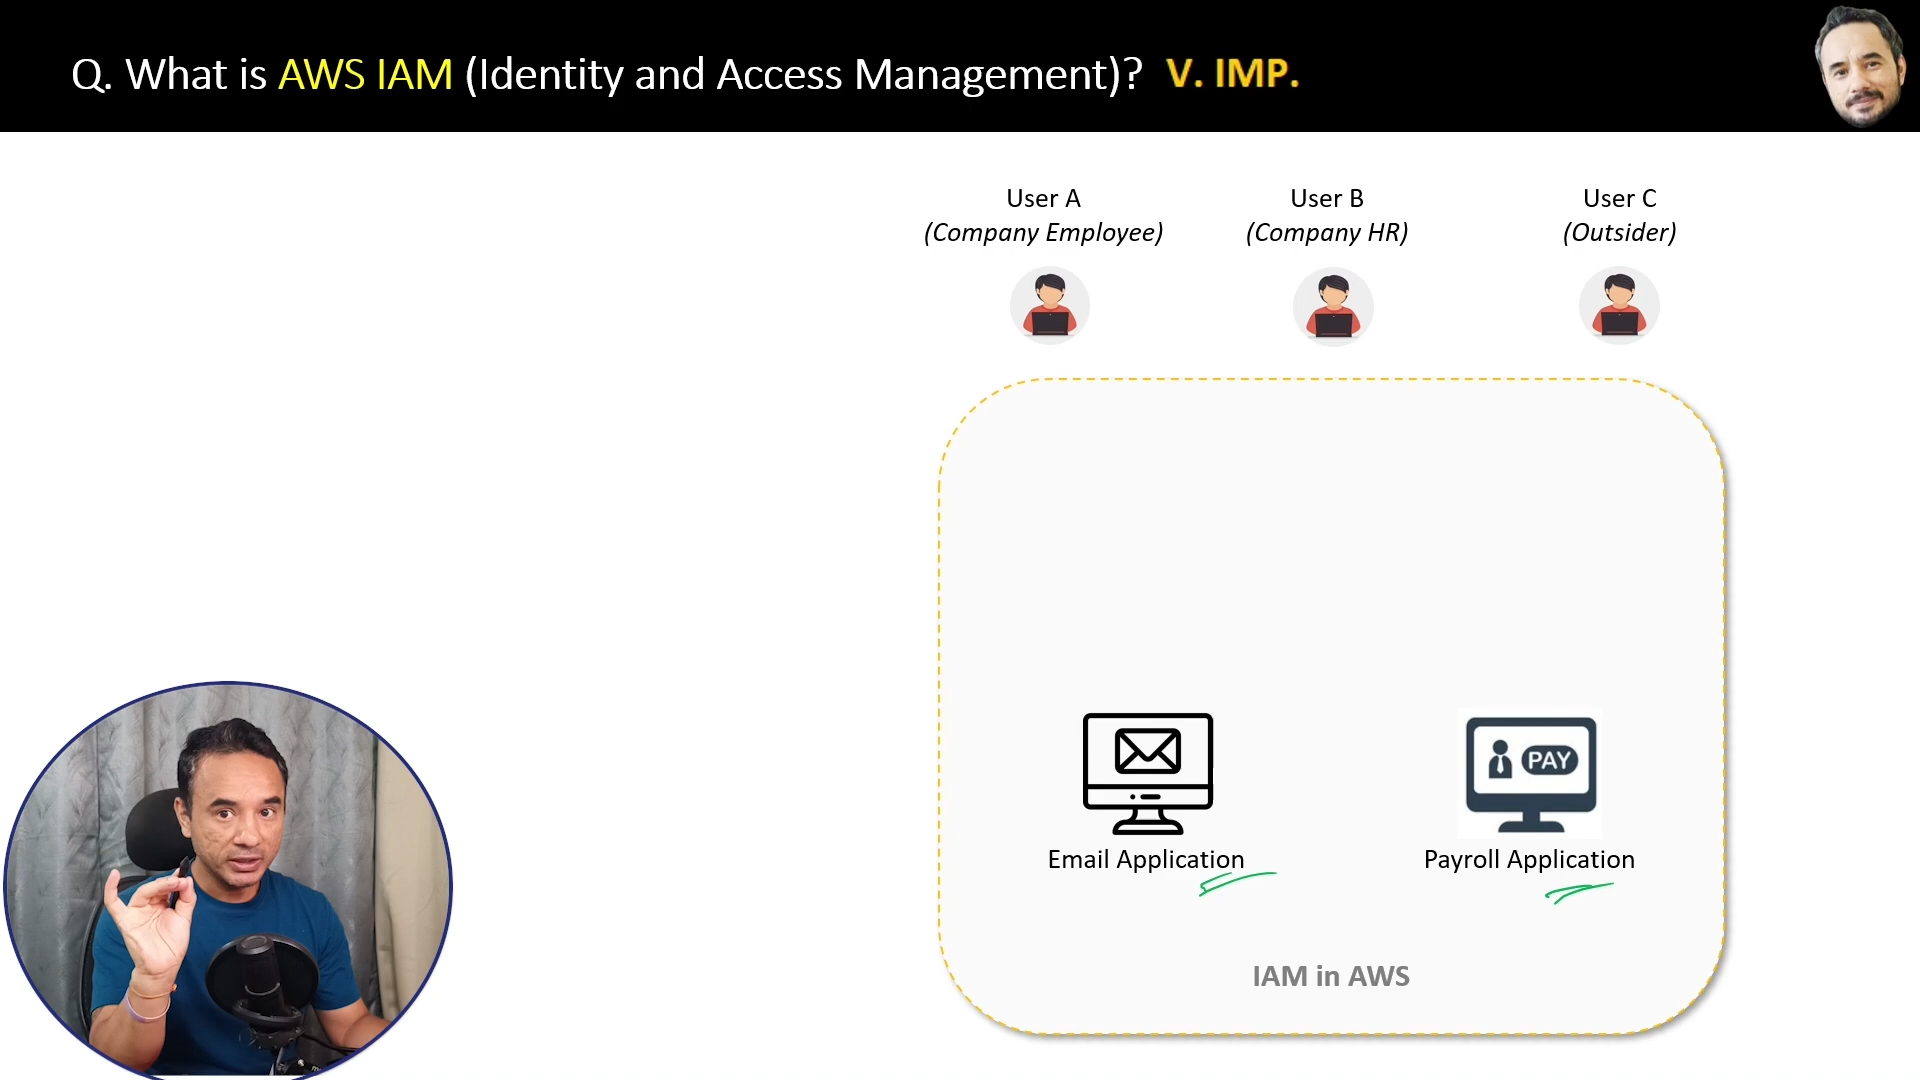 Q. What is AWS IAM (Identity and Access Management)? V. IMP.
User A
(Company Employee)
User B
(Company HR)
User C
(Outsider)
PAY
Email Application
Payroll Application
IAM in AWS